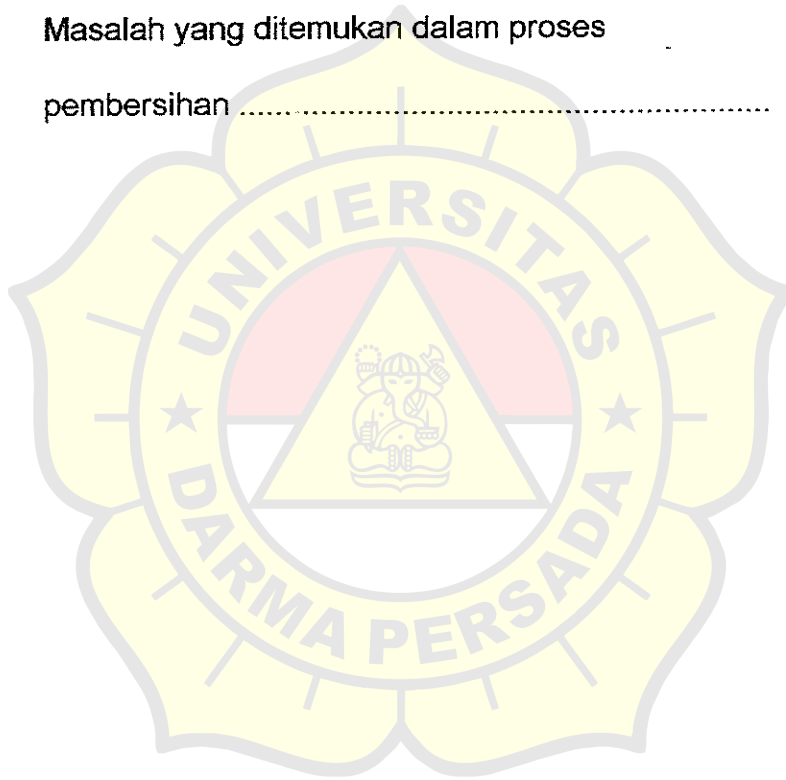 Masalah yang ditemukan dalam proses
pembersihan ..............................................................
UNIVERSITAS
DARMA PERSADA